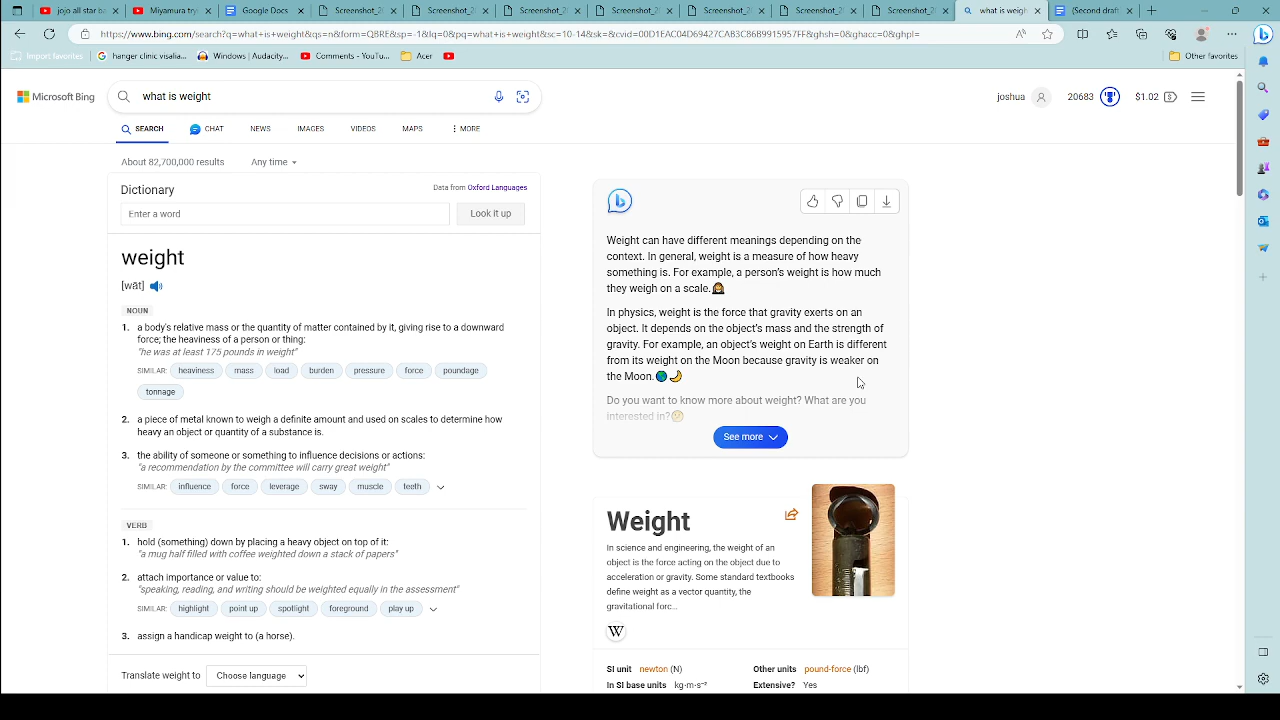 jojo all star ba
Miyamura try
Google Docs
Screenshot_2
Screenshot_2
Screenshot_2
Screenshot_2
Screenshot_2
Screenshot_2
Screenshot_2
what is weigh
(Second draft
https://www.bing.com/search?q=what+is+weight&qs=n&form=QBRE&sp=-1&lq=0&pq=what+is+weight&sc=10-14&sk=&cvid=00D1EAC04D69427CAB3C86B9915957FF&ghsh=0&ghacc=0&ghpl=
Import favorites
hanger clinic visalia...
Windows | Audacity...
Comments - YouTu...
Acer
Other favorites
Microsoft Bing
what is weight
joshua
20683
$1.02
SEARCH
CHAT
NEWS
IMAGES
VIDEOS
MAPS
MORE
About 82,700,000 results
Any time
Dictionary
Data from Oxford Languages
Enter a word
Look it up
weight
[wāt]
NOUN
1. a body's relative mass or the quantity of matter contained by it, giving rise to a downward
force; the heaviness of a person or thing:
"he was at least 175 pounds in weight"
SIMILAR: heaviness mass load burden pressure force poundage
tonnage
2. a piece of metal known to weigh a definite amount and used on scales to determine how
heavy an object or quantity of a substance is.
3. the ability of someone or something to influence decisions or actions:
"a recommendation by the committee will carry great weight"
SIMILAR: influence force leverage sway muscle teeth
VERB
1. hold (something) down by placing a heavy object on top of it:
"a mug half filled with coffee weighted down a stack of papers"
2. attach importance or value to:
"speaking, reading, and writing should be weighted equally in the assessment"
SIMILAR: highlight point up spotlight foreground play up
3. assign a handicap weight to (a horse).
Translate weight to Choose language
Weight can have different meanings depending on the
context. In general, weight is a measure of how heavy
something is. For example, a person's weight is how much
they weigh on a scale.
In physics, weight is the force that gravity exerts on an
object. It depends on the object's mass and the strength of
gravity. For example, an object's weight on Earth is different
from its weight on the Moon because gravity is weaker on
the Moon.
Do you want to know more about weight? What are you
interested in?
See more
Weight
In science and engineering, the weight of an
object is the force acting on the object due to
acceleration or gravity. Some standard textbooks
define weight as a vector quantity, the
gravitational forc...
W
SI unit newton (N)
Other units pound-force (lbf)
In SI base units kg⋅m⋅s⁻²
Extensive? Yes